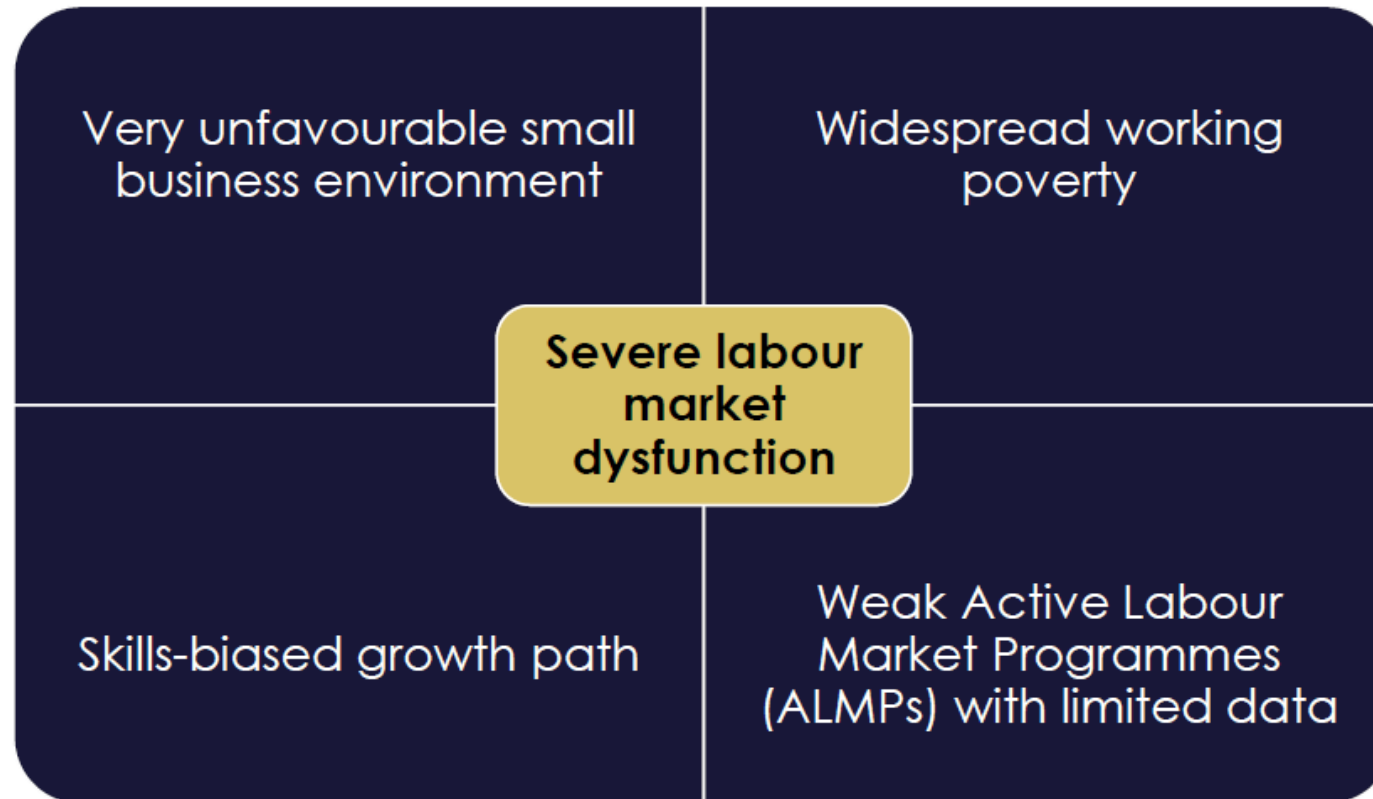 Very unfavourable small
business environment
Widespread working
poverty
Severe labour
market
dysfunction
Skills-biased growth path
Weak Active Labour
Market Programmes
(ALMPs) with limited data